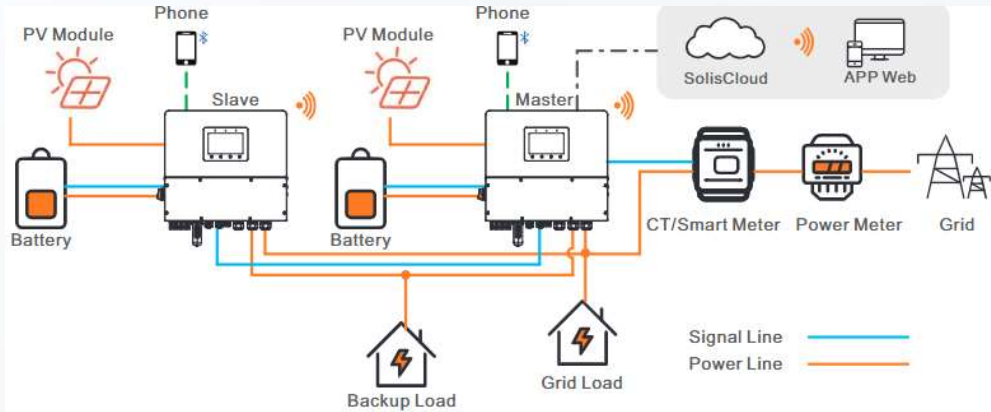 Phone
PV Module
Slave
Battery
Phone
PV Module
Master
Battery
SolisCloud
APP Web
CT/Smart Meter
Power Meter
Grid
Backup Load
Grid Load
Signal Line
Power Line